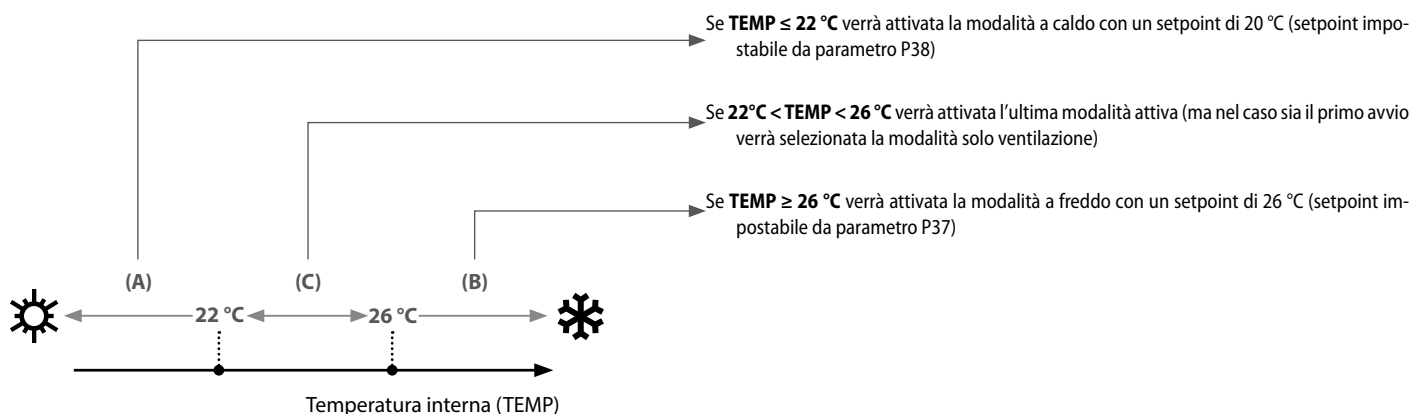 Se TEMP ≤ 22 °C verrà attivata la modalità a caldo con un setpoint di 20 °C (setpoint impo-
stabile da parametro P38)
Se 22°C < TEMP < 26 °C verrà attivata l’ultima modalità attiva (ma nel caso sia il primo avvio
verrà selezionata la modalità solo ventilazione)
Se TEMP ≥ 26 °C verrà attivata la modalità a freddo con un setpoint di 26 °C (setpoint im-
postabile da parametro P37)
(A) (C) (B)
22 °C 26 °C
Temperatura interna (TEMP)